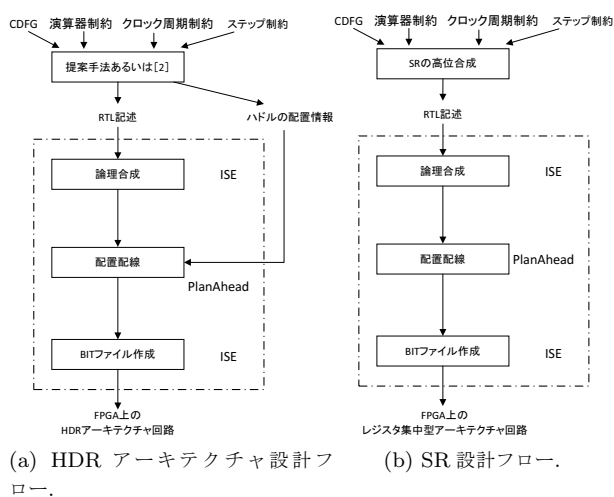 CDFG 演算器制約 クロック周期制約 ステップ制約
提案手法あるいは[2]
RTL記述
ハドルの配置情報
論理合成
ISE
配置配線
PlanAhead
BITファイル作成
ISE
FPGA上の
HDRアーキテクチャ回路
(a) HDR アーキテクチャ設計フ
ロー.
CDFG 演算器制約 クロック周期制約 ステップ制約
SRの高位合成
RTL記述
論理合成
ISE
配置配線
PlanAhead
BITファイル作成
ISE
FPGA上の
レジスタ集中型アーキテクチャ回路
(b) SR 設計フロー.